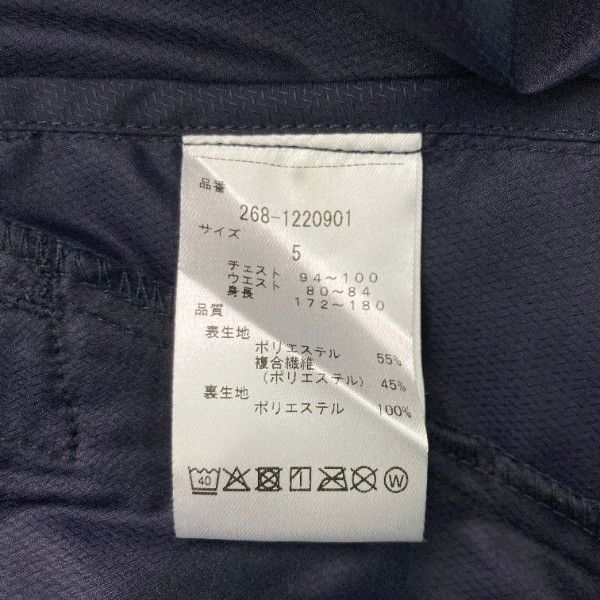 品番
268-1220901
サイズ
5
チェスト 94～100
ウエスト 80～84
身長 172～180
品質
表生地
ポリエステル 55%
複合繊維
(ポリエステル) 45%
裏生地
ポリエステル 100%
40 W